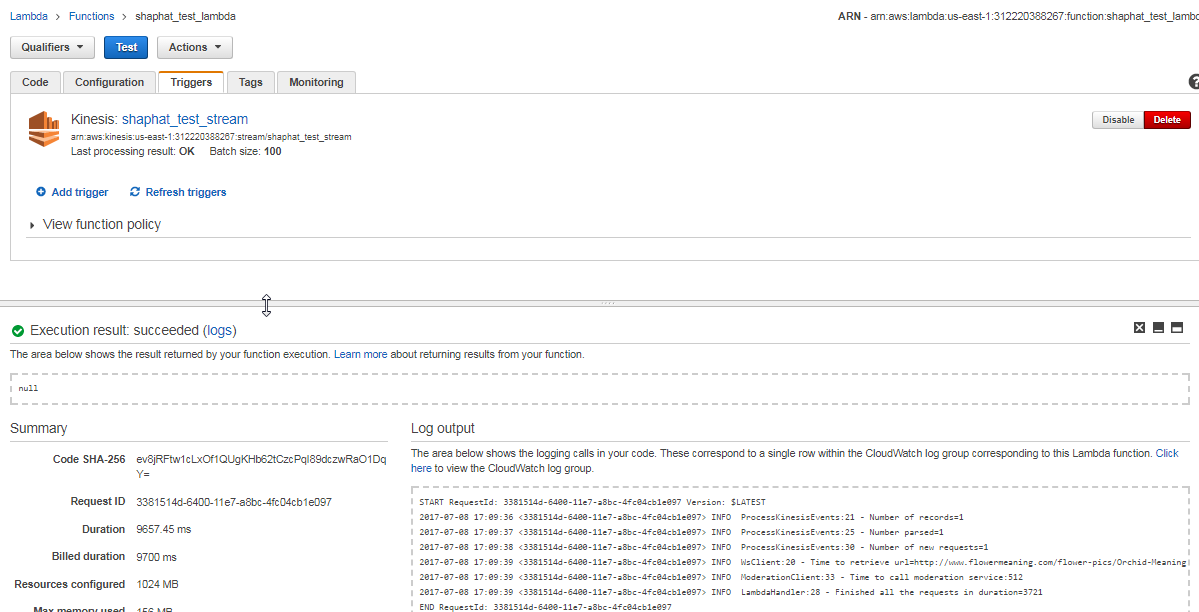 Lambda > Functions > shaphat_test_lambda
ARN - arn:aws:lambda:us-east-1:312220388267:function:shaphat_test_lambd
Qualifiers Test Actions
Code Configuration Triggers Tags Monitoring
Kinesis: shaphat_test_stream
arn:aws:kinesis:us-east-1:312220388267:stream/shaphat_test_stream
Last processing result: OK Batch size: 100
Disable Delete
Add trigger Refresh triggers
View function policy
Execution result: succeeded (logs)
The area below shows the result returned by your function execution. Learn more about returning results from your function.
null
Summary
Code SHA-256 ev8jRFtw1cLxOf1QUgKHb62tCzcPqI89dczwRaO1Dq
Y=
Request ID 3381514d-6400-11e7-a8bc-4fc04cb1e097
Duration 9657.45 ms
Billed duration 9700 ms
Resources configured 1024 MB
Max memory used 156 MB
Log output
The area below shows the logging calls in your code. These correspond to a single row within the CloudWatch log group corresponding to this Lambda function. Click
here to view the CloudWatch log group.
START RequestId: 3381514d-6400-11e7-a8bc-4fc04cb1e097 Version: $LATEST
2017-07-08 17:09:36 <3381514d-6400-11e7-a8bc-4fc04cb1e097> INFO ProcessKinesisEvents:21 - Number of records=1
2017-07-08 17:09:37 <3381514d-6400-11e7-a8bc-4fc04cb1e097> INFO ProcessKinesisEvents:25 - Number parsed=1
2017-07-08 17:09:38 <3381514d-6400-11e7-a8bc-4fc04cb1e097> INFO ProcessKinesisEvents:30 - Number of new requests=1
2017-07-08 17:09:39 <3381514d-6400-11e7-a8bc-4fc04cb1e097> INFO WsClient:20 - Time to retrieve url=http://www.flowermeaning.com/flower-pics/Orchid-Meaning
2017-07-08 17:09:39 <3381514d-6400-11e7-a8bc-4fc04cb1e097> INFO ModerationClient:33 - Time to call moderation service:512
2017-07-08 17:09:39 <3381514d-6400-11e7-a8bc-4fc04cb1e097> INFO LambdaHandler:28 - Finished all the requests in duration=3721
END RequestId: 3381514d-6400-11e7-a8bc-4fc04cb1e097